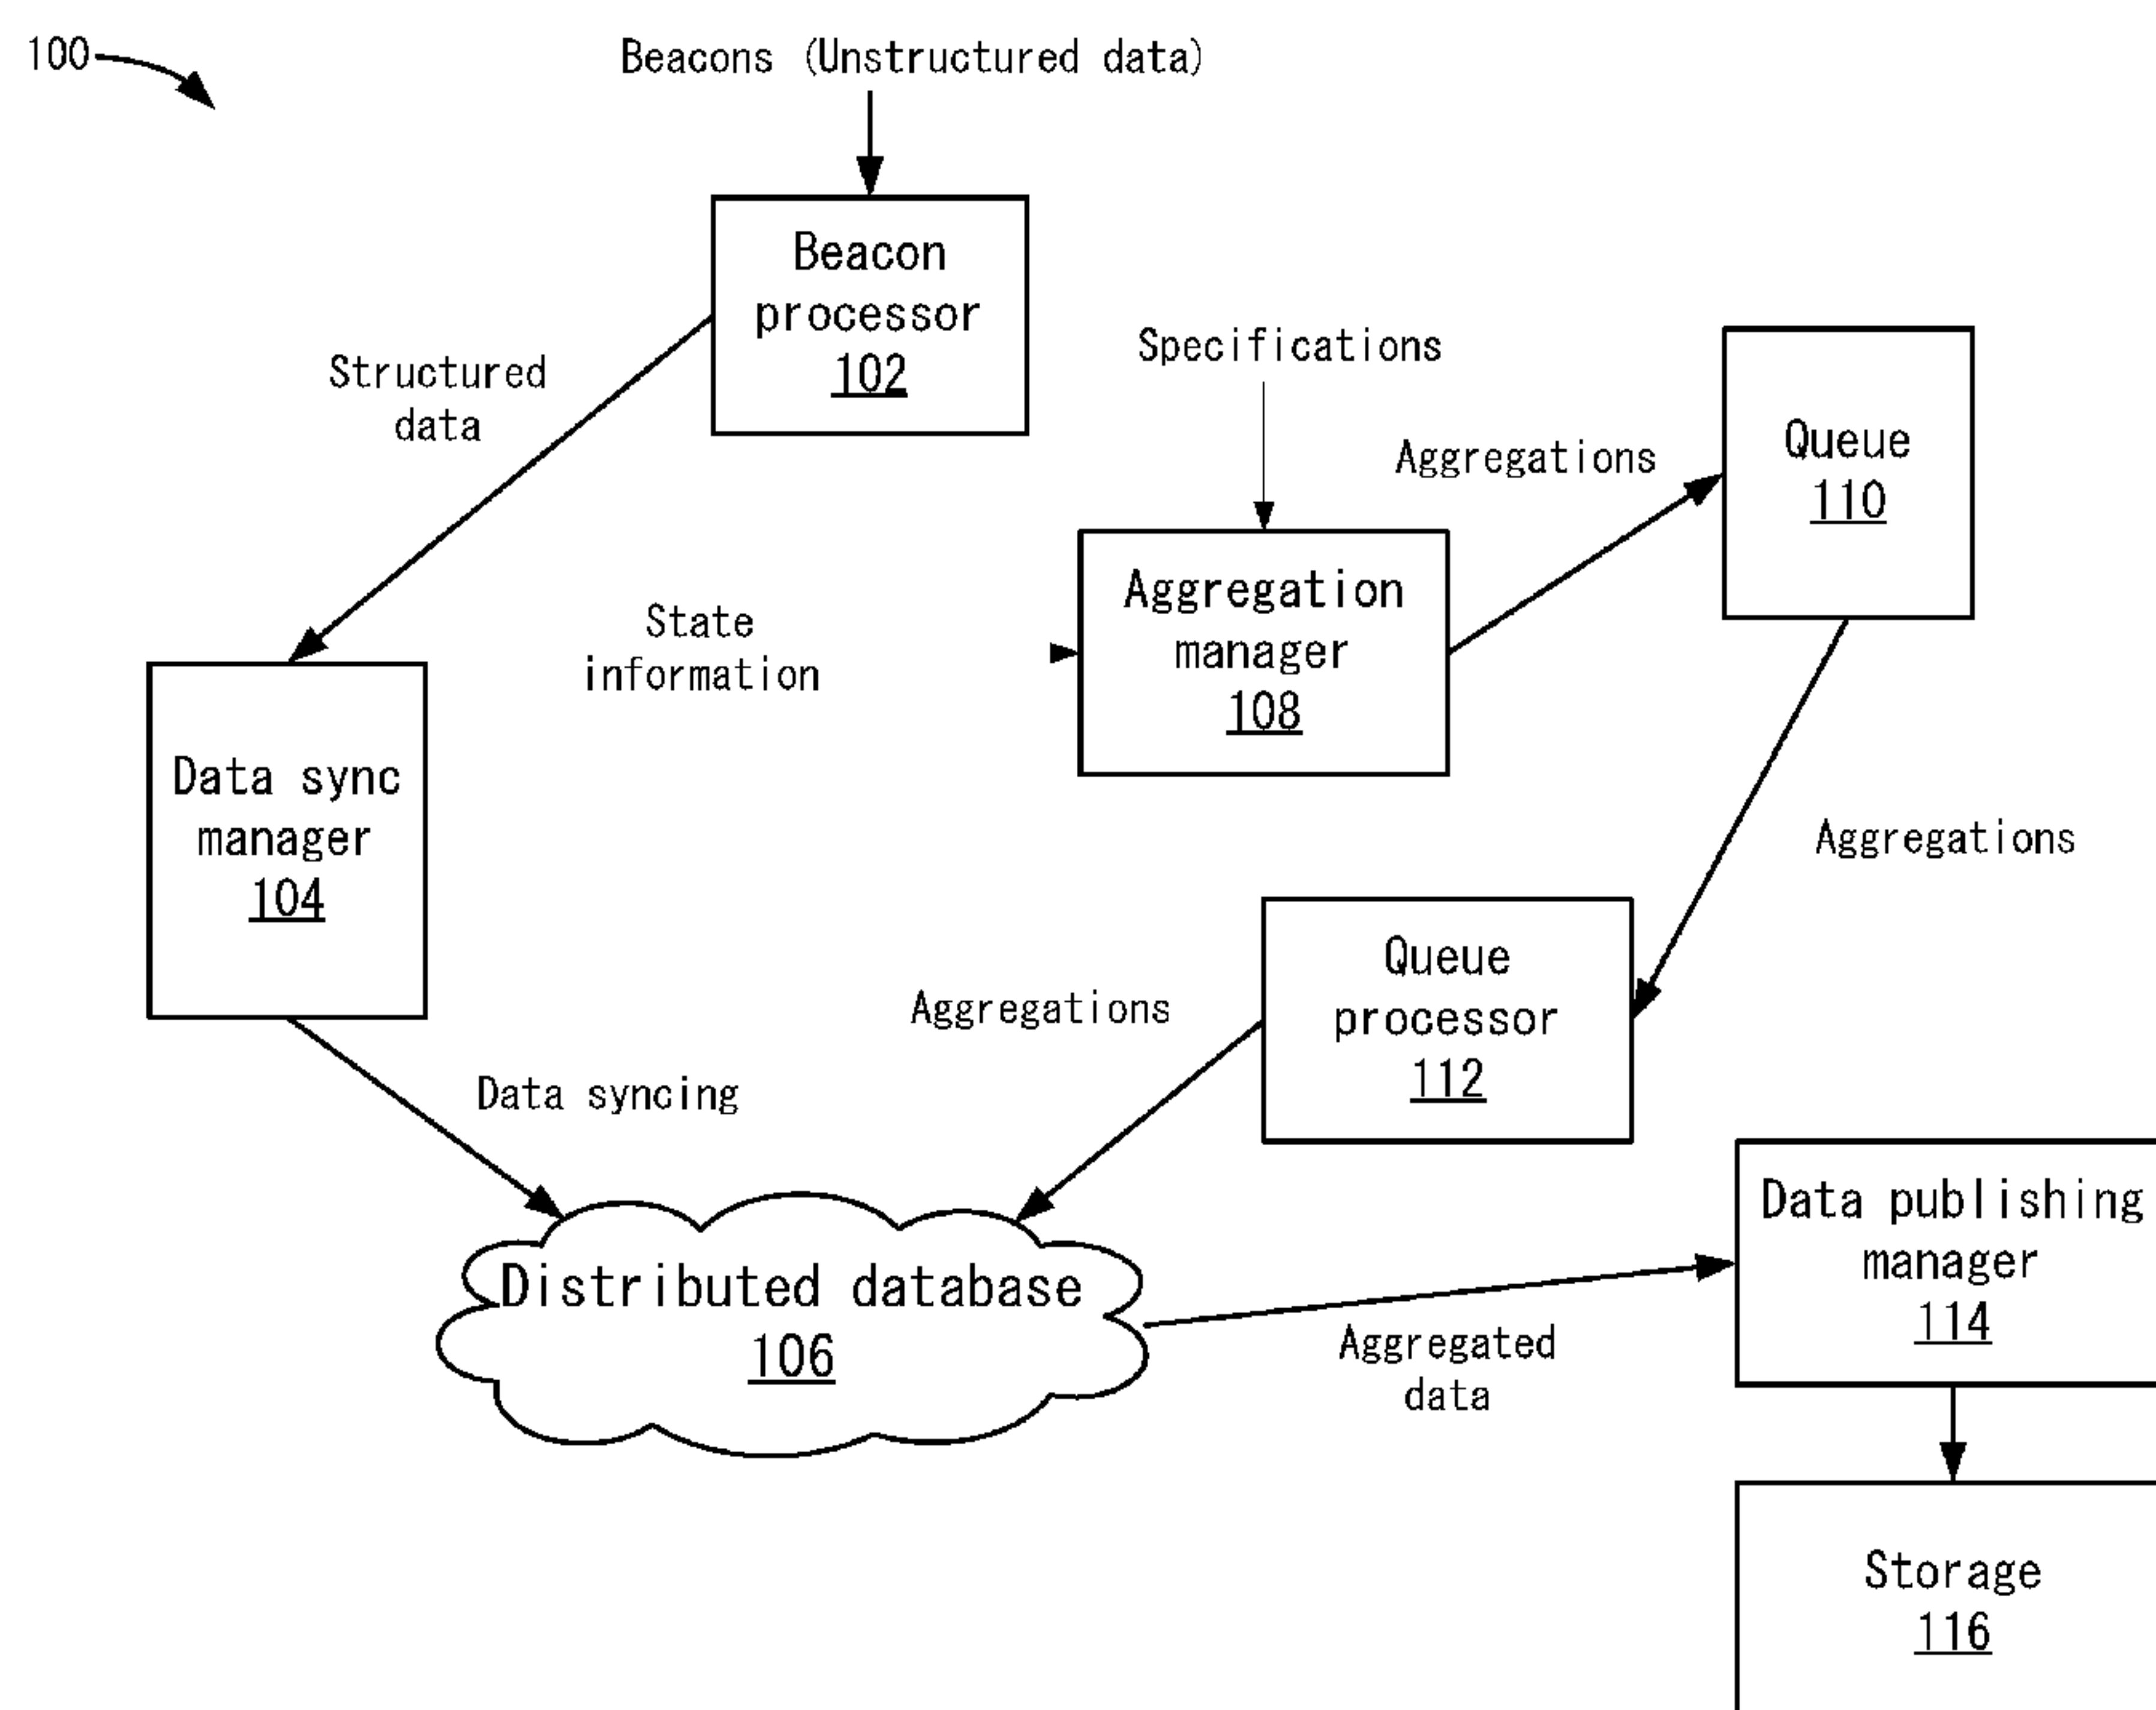 100
Beacons (Unstructured data)
Beacon
processor
102
Structured
data
Specifications
Aggregations
Queue
110
State
information
Aggregation
manager
108
Data sync
manager
104
Aggregations
Queue
processor
112
Aggregations
Data syncing
Distributed database
106
Data publishing
manager
114
Aggregated
data
Storage
116